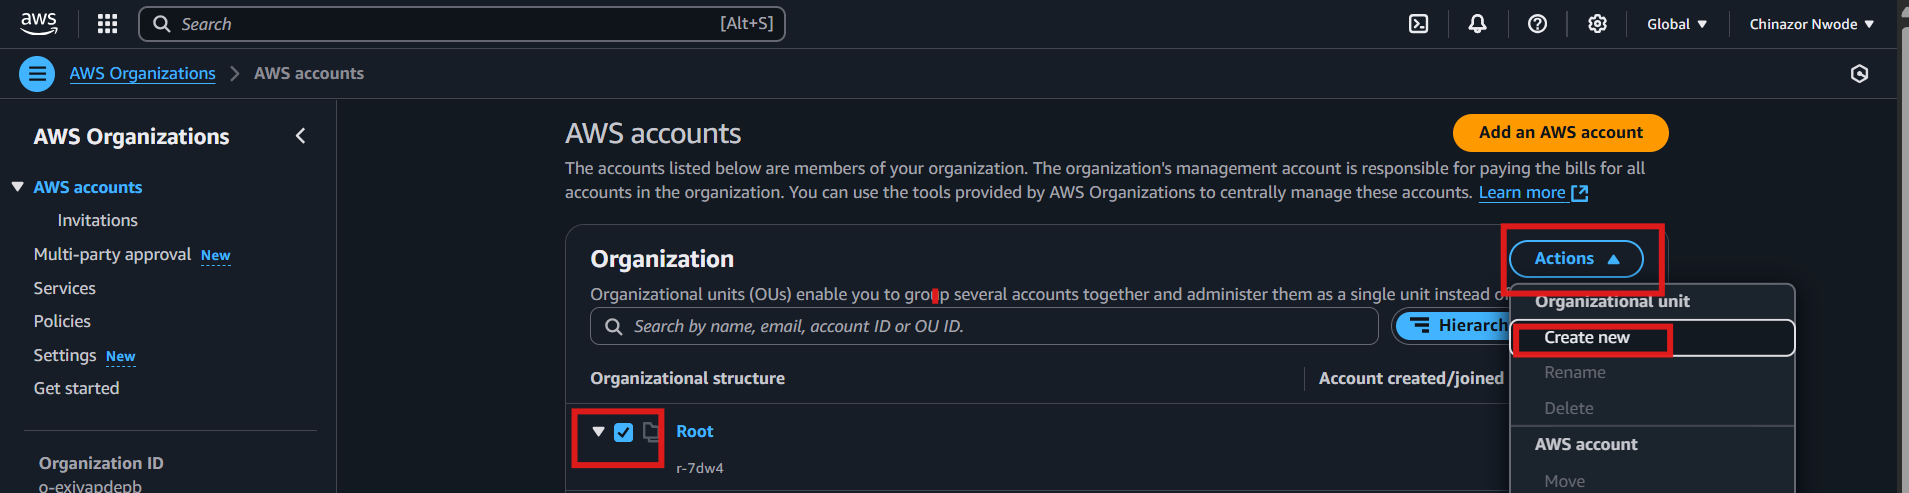 aws
Search
[Alt+S]
Global
Chinazor Nwode
AWS Organizations
AWS accounts
AWS Organizations
AWS accounts
Invitations
Multi-party approval New
Services
Policies
Settings New
Get started
Organization ID
AWS accounts
Add an AWS account
The accounts listed below are members of your organization. The organization's management account is responsible for paying the bills for all
accounts in the organization. You can use the tools provided by AWS Organizations to centrally manage these accounts. Learn more
Organization
Actions
Organizational units (OUs) enable you to group several accounts together and administer them as a single unit instead of
Search by name, email, account ID or OU ID.
Hierarch
Organizational structure
Account created/joined
Root
r-7dw4
Organizational unit
Create new
Rename
Delete
AWS account
Move